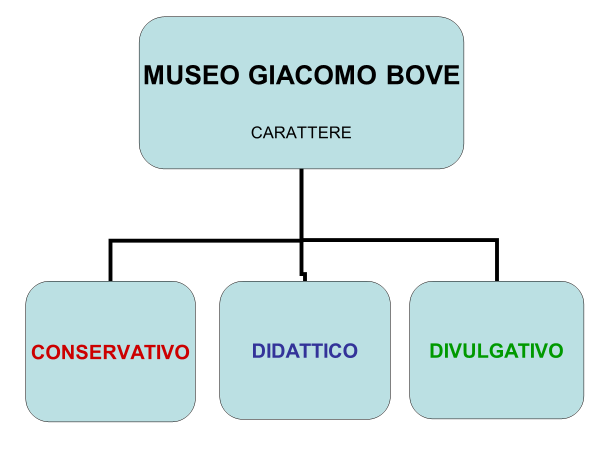 MUSEO GIACOMO BOVE
CARATTERE
CONSERVATIVO
DIDATTICO
DIVULGATIVO